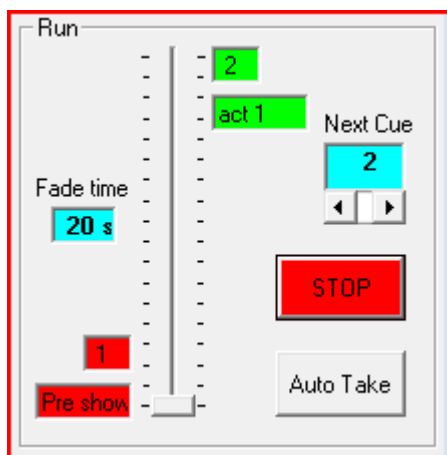 Run
2
act 1
Next Cue
2
Fade time
20 s
STOP
1
Pre show
Auto Take